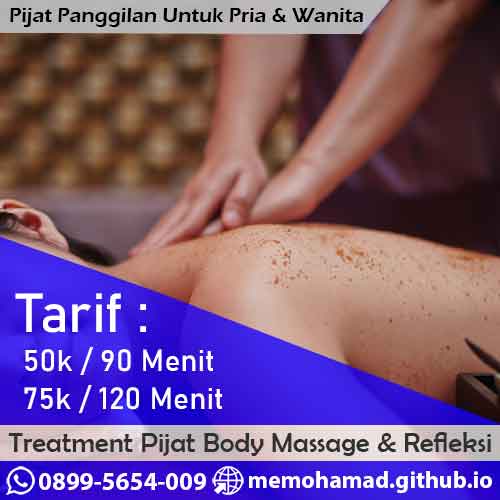 Pijat Panggilan Untuk Pria & Wanita
Tarif :
50k / 90 Menit
75k / 120 Menit
Treatment Pijat Body Massage & Refleksi
0899-5654-009 memohamad.github.io